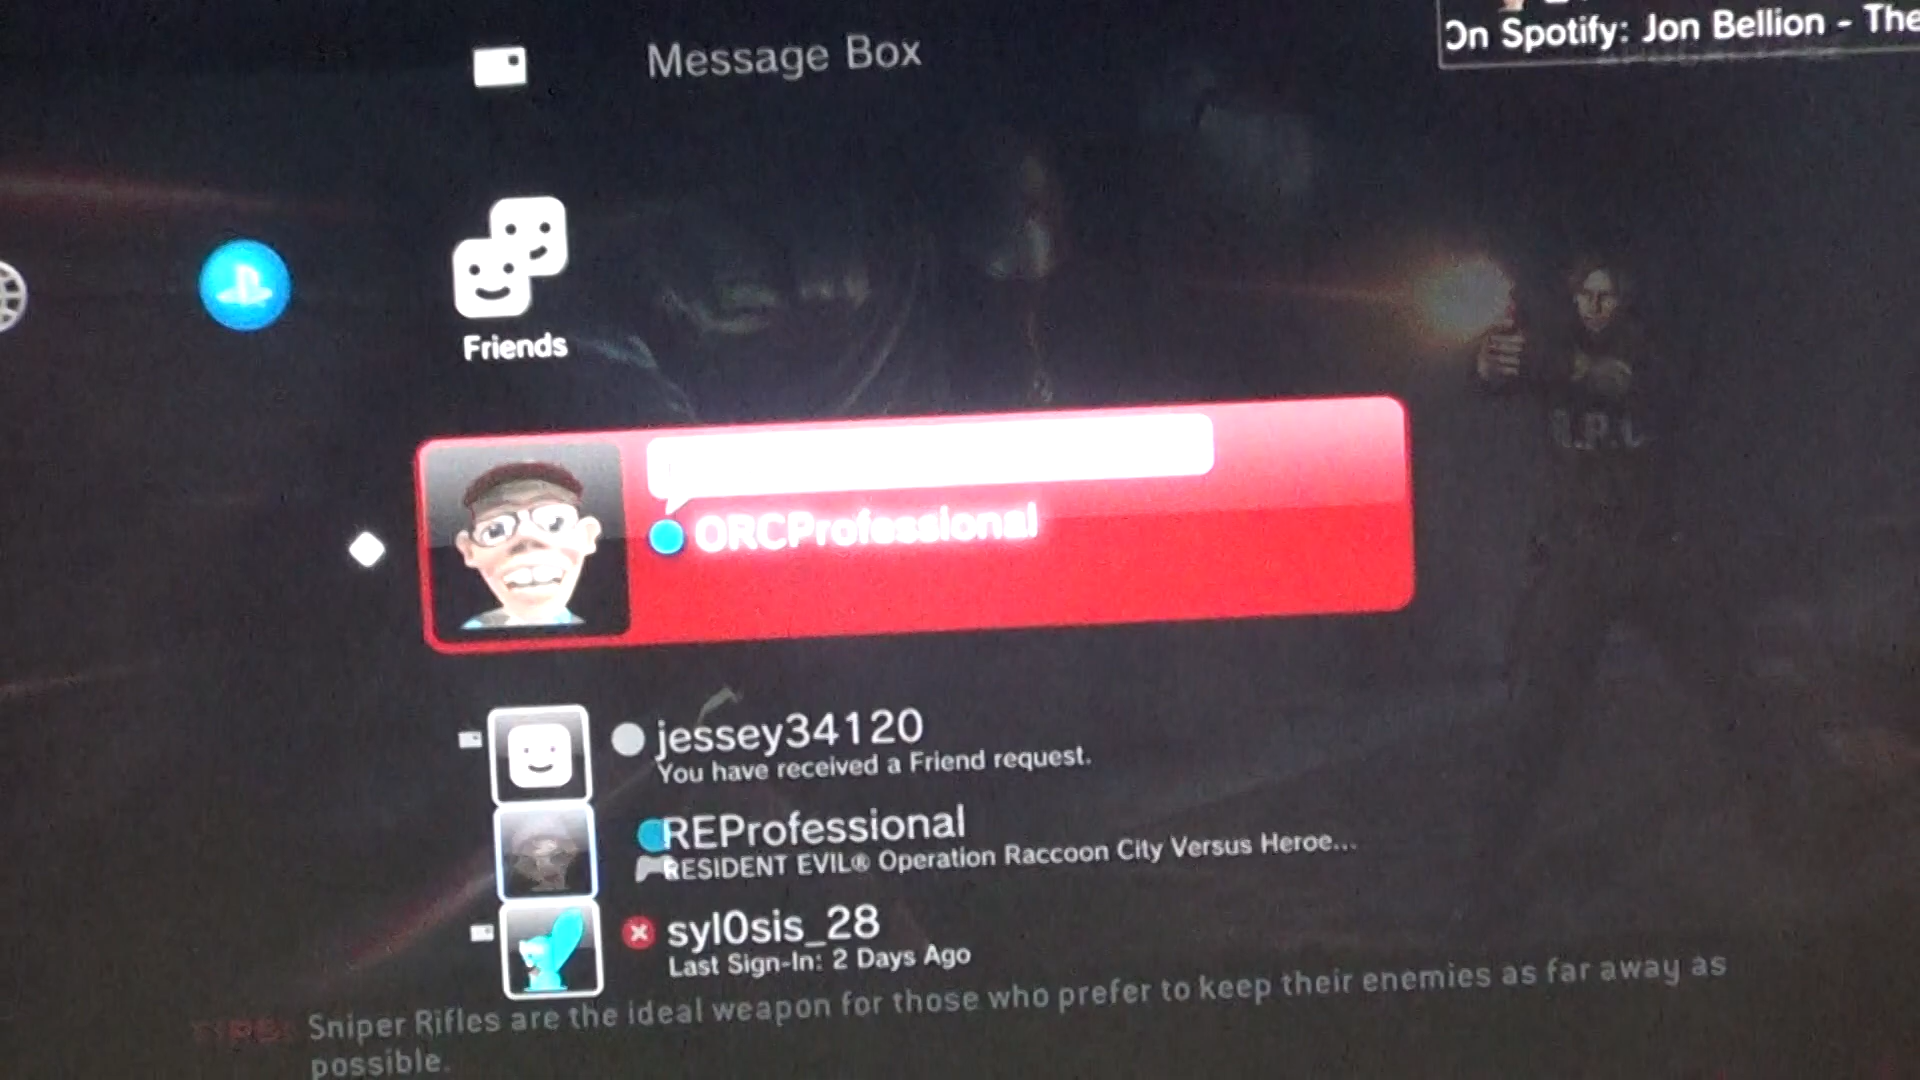 Message Box
On Spotify: Jon Bellion - The
Friends
ORCProfessional
jessey34120
You have received a Friend request.
REProfessional
RESIDENT EVIL® Operation Raccoon City Versus Heroe...
syl0sis_28
Last Sign-In: 2 Days Ago
Sniper Rifles are the ideal weapon for those who prefer to keep their enemies as far away as
possible.